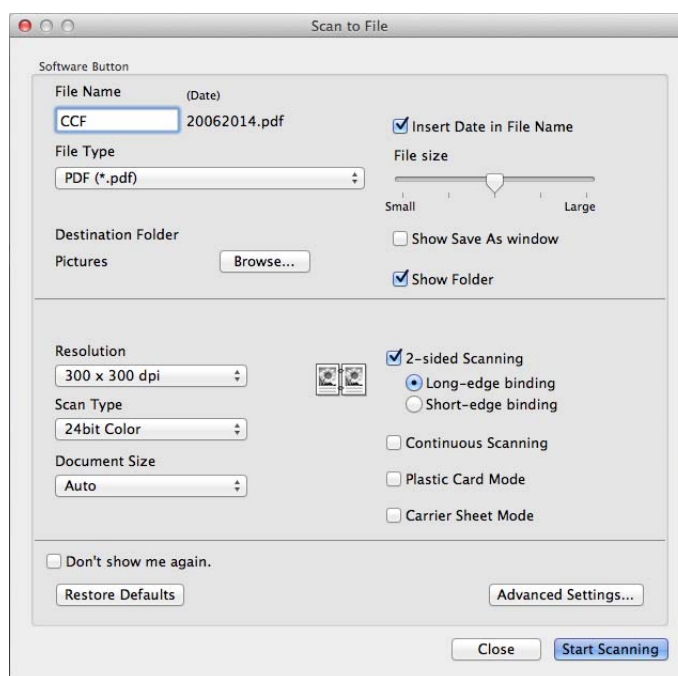 Scan to File
Software Button
File Name
(Date)
CCF
20062014.pdf
Insert Date in File Name
File Type
File size
PDF (*.pdf)
Small
Large
Destination Folder
Show Save As window
Pictures
Browse...
Show Folder
Resolution
2-sided Scanning
300 x 300 dpi
Long-edge binding
Scan Type
Short-edge binding
24bit Color
Continuous Scanning
Document Size
Auto
Plastic Card Mode
Carrier Sheet Mode
Don't show me again.
Restore Defaults
Advanced Settings...
Close
Start Scanning